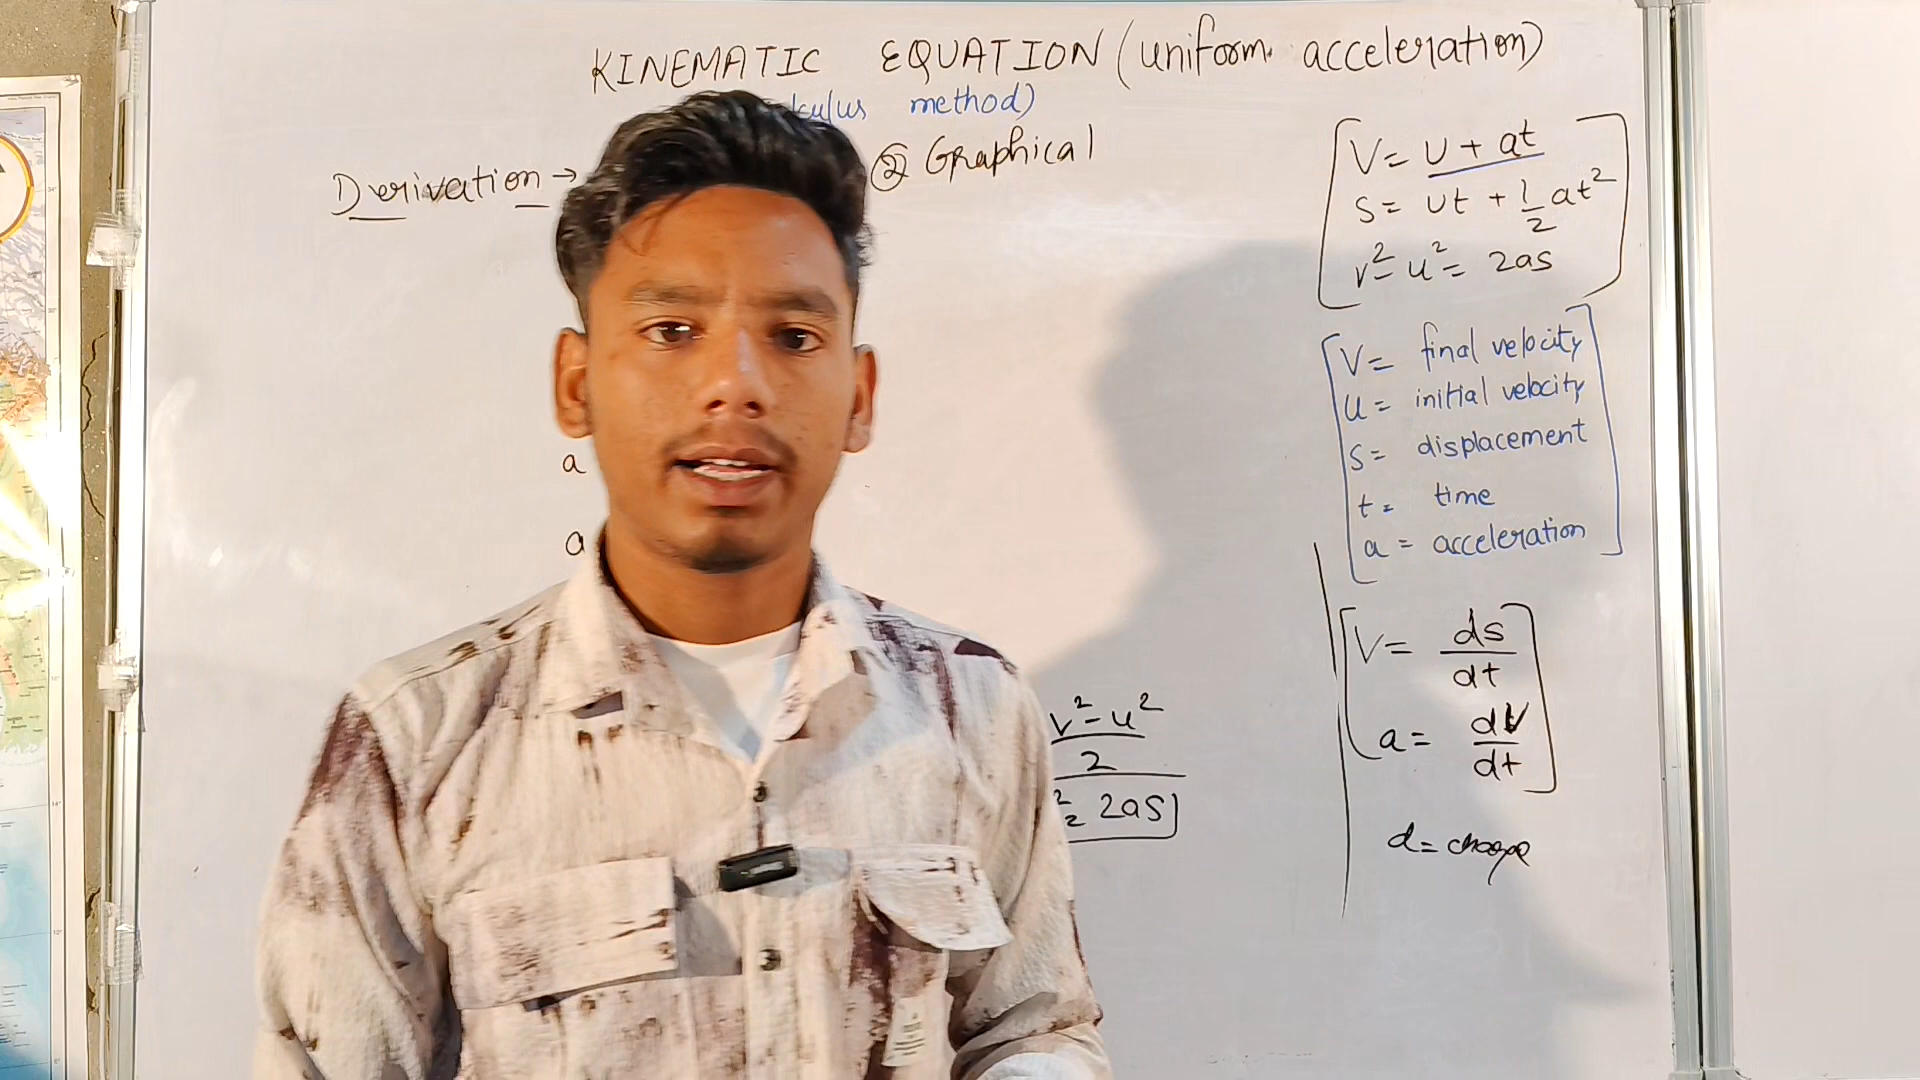 KINEMATIC EQUATION (uniform acceleration)
method)
Derivation → ② Graphical
a
a
v²-u²
2
2as
V= U + at
S= ut + 1/2 at²
v²- u²= 2as
V= final velocity
u= initial velocity
S= displacement
t= time
a = acceleration
V= ds/dt
a= dv/dt
d= change